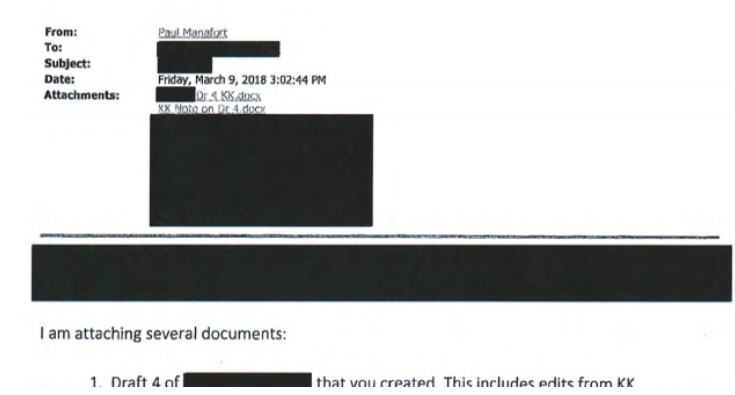 From: Paul Manafort
To:
Subject:
Date: Friday, March 9, 2018 3:02:44 PM
Attachments: Dr 4 KK.docx
KK Note on Dr 4.docx
I am attaching several documents:
1. Draft 4 of that you created. This includes edits from KK